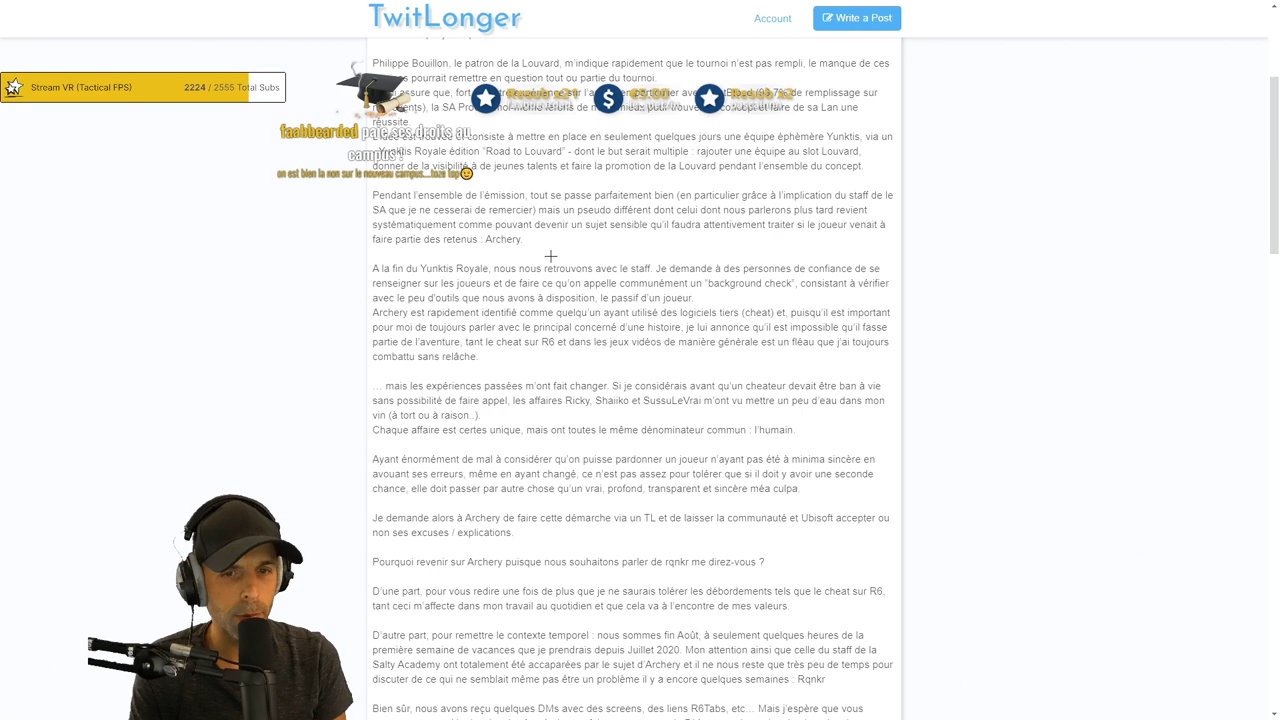 TwitLonger
Account
Write a Post
Philippe Bouillon, le patron de la Louvard, m'indique rapidement que le tournoi n'est pas rempli, le manque de ces
pourrait remettre en question tout ou partie du tournoi.
Stream VR (Tactical FPS)
2224 / 2555 Total Subs
assure que, fort
remplissage sur
la SA
et faire de sa Lan une
réussite.
faabbearded paie ses droits au
campus !
on est bien la non sur le nouveau campus...toze top
consiste à mettre en place en seulement quelques jours une équipe éphémère Yunktis, via un
Yunktis Royale édition “Road to Louvard” - dont le but serait multiple : rajouter une équipe au slot Louvard,
donner de la visibilité à de jeunes talents et faire la promotion de la Louvard pendant l'ensemble du concept.
Pendant l'ensemble de l'émission, tout se passe parfaitement bien (en particulier grâce à l'implication du staff de le
SA que je ne cesserai de remercier) mais un pseudo différent dont celui dont nous parlerons plus tard revient
systématiquement comme pouvant devenir un sujet sensible qu'il faudra attentivement traiter si le joueur venait à
faire partie des retenus : Archery.
A la fin du Yunktis Royale, nous nous retrouvons avec le staff. Je demande à des personnes de confiance de se
renseigner sur les joueurs et de faire ce qu'on appelle communément un “background check”, consistant à vérifier
avec le peu d'outils que nous avons à disposition, le passif d'un joueur.
Archery est rapidement identifié comme quelqu'un ayant utilisé des logiciels tiers (cheat) et, puisqu'il est important
pour moi de toujours parler avec le principal concerné d'une histoire, je lui annonce qu'il est impossible qu'il fasse
partie de l'aventure, tant le cheat sur R6 et dans les jeux vidéos de manière générale est un fléau que j'ai toujours
combattu sans relâche.
… mais les expériences passées m'ont fait changer. Si je considérais avant qu'un cheateur devait être ban à vie
sans possibilité de faire appel, les affaires Ricky, Shaiiko et SussuLeVrai m'ont vu mettre un peu d'eau dans mon
vin (à tort ou à raison..).
Chaque affaire est certes unique, mais ont toutes le même dénominateur commun : l'humain.
Ayant énormément de mal à considérer qu'on puisse pardonner un joueur n'ayant pas été à minima sincère en
avouant ses erreurs, même en ayant changé, ce n'est pas assez pour tolérer que si il doit y avoir une seconde
chance, elle doit passer par autre chose qu'un vrai, profond, transparent et sincère méa culpa.
Je demande alors à Archery de faire cette démarche via un TL et de laisser la communauté et Ubisoft accepter ou
non ses excuses / explications.
Pourquoi revenir sur Archery puisque nous souhaitons parler de rqnkr me direz-vous ?
D'une part, pour vous redire une fois de plus que je ne saurais tolérer les débordements tels que le cheat sur R6,
tant ceci m'affecte dans mon travail au quotidien et que cela va à l'encontre de mes valeurs.
D'autre part, pour remettre le contexte temporel : nous sommes fin Août, à seulement quelques heures de la
première semaine de vacances que je prendrais depuis Juillet 2020. Mon attention ainsi que celle du staff de la
Salty Academy ont totalement été accaparées par le sujet d'Archery et il ne nous reste que très peu de temps pour
discuter de ce qui ne semblait même pas être un problème il y a encore quelques semaines : Rqnkr
Bien sûr, nous avons reçu quelques DMs avec des screens, des liens R6Tabs, etc... Mais j'espère que vous